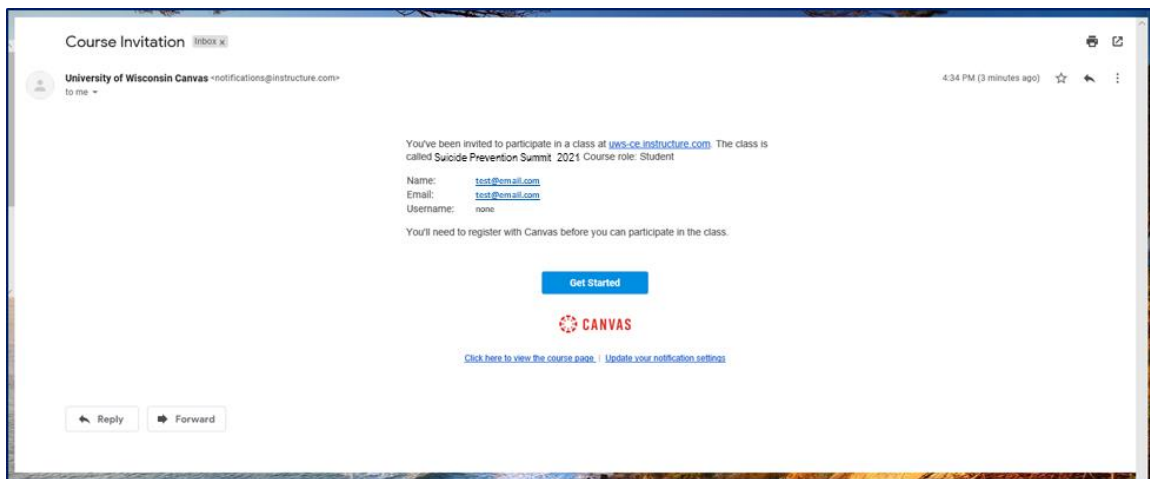 Course Invitation Inbox x
University of Wisconsin Canvas <notifications@instructure.com> 4:34 PM (3 minutes ago)
to me
You've been invited to participate in a class at uws-ce.instructure.com. The class is
called Suicide Prevention Summit 2021 Course role: Student
Name: test@email.com
Email: test@email.com
Username: none
You'll need to register with Canvas before you can participate in the class.
Get Started
CANVAS
Click here to view the course page | Update your notification settings
Reply Forward